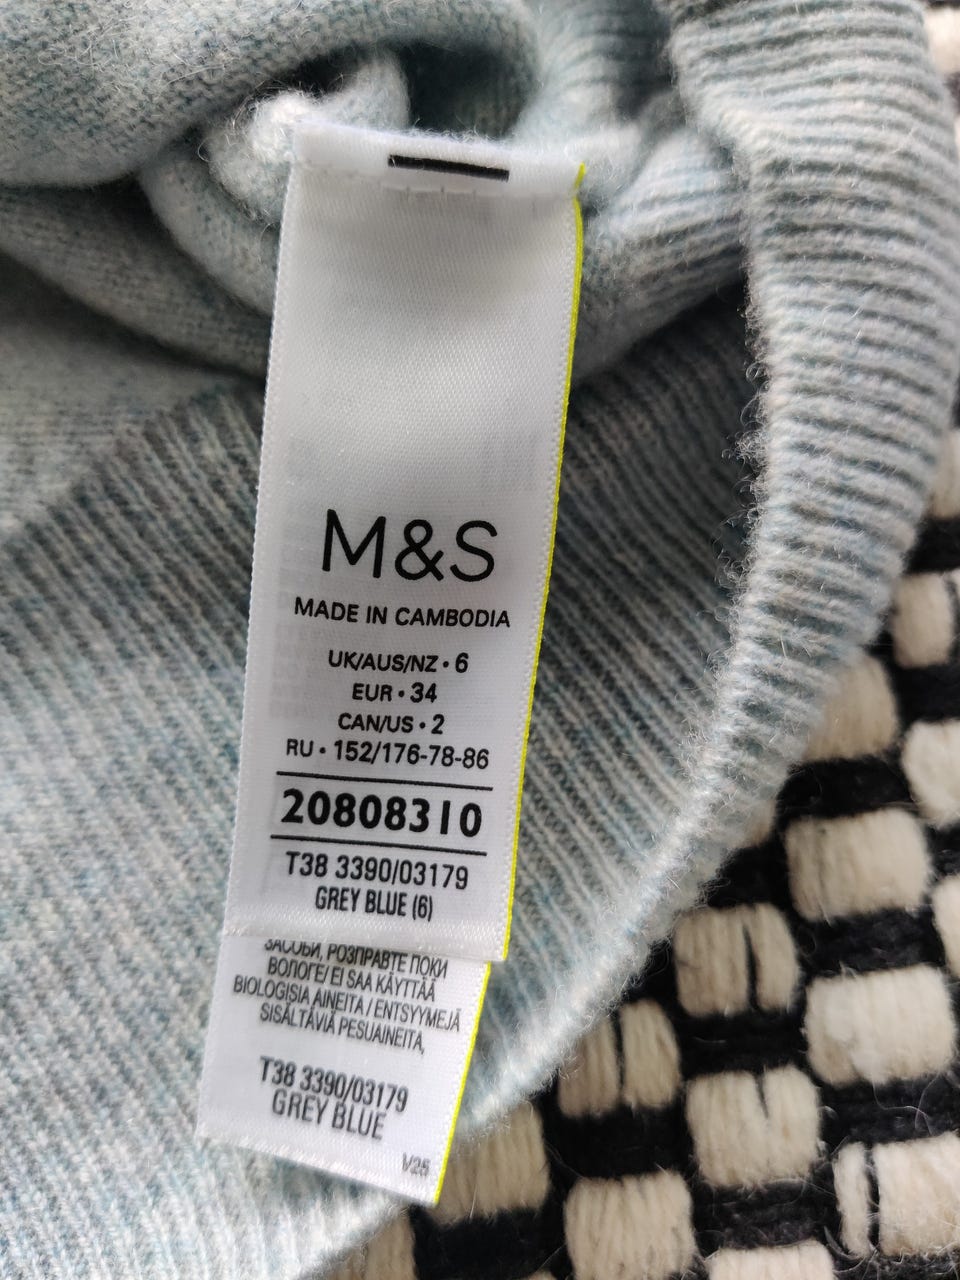 M&S
MADE IN CAMBODIA
UK/AUS/NZ • 6
EUR • 34
CAN/US • 2
RU • 152/176-78-86
20808310
T38 3390/03179
GREY BLUE (6)
ЗАСОБИ, РОЗПРАВТЕ ПОКИ
ВОЛОГЕ/ EI SAA KÄYTTÄÄ
BIOLOGISIA AINEITA / ENTSYYMEJÄ
SISÄLTÄVIÄ PESUAINEITA,
T38 3390/03179
GREY BLUE
V25